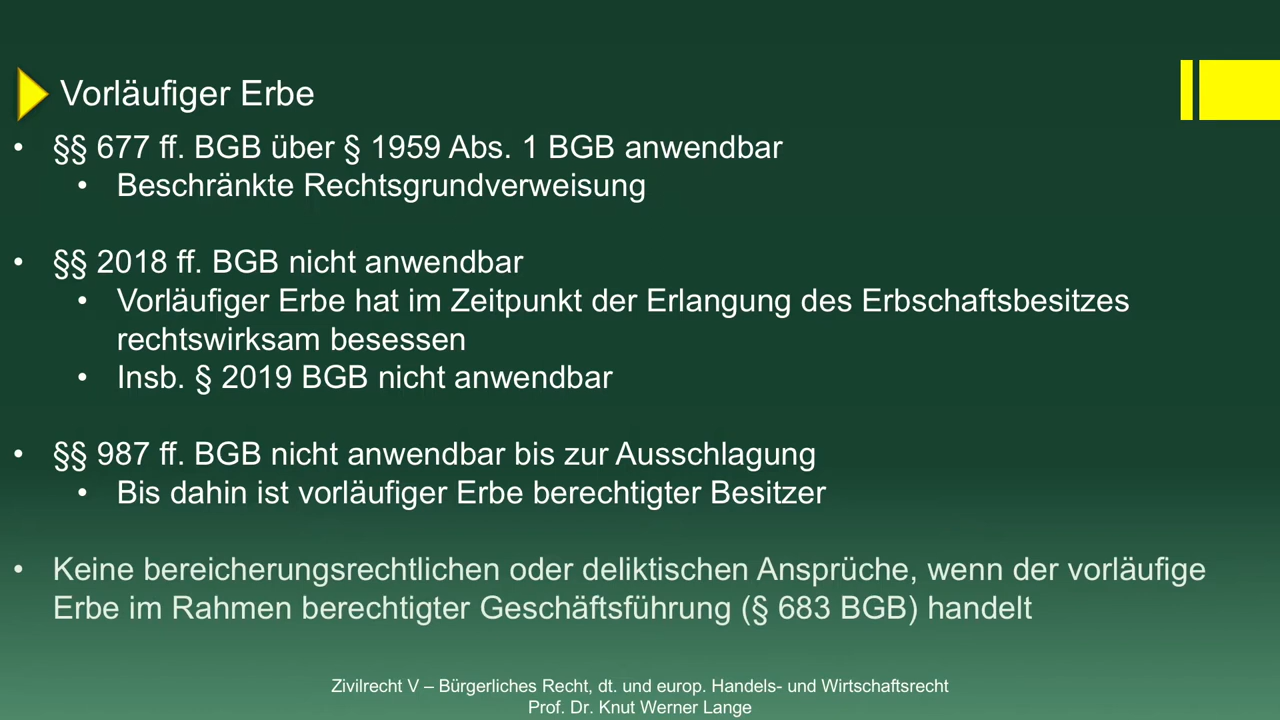 Vorläufiger Erbe
• §§ 677 ff. BGB über § 1959 Abs. 1 BGB anwendbar
• Beschränkte Rechtsgrundverweisung
• §§ 2018 ff. BGB nicht anwendbar
• Vorläufiger Erbe hat im Zeitpunkt der Erlangung des Erbschaftsbesitzes
rechtswirksam besessen
• Insb. § 2019 BGB nicht anwendbar
• §§ 987 ff. BGB nicht anwendbar bis zur Ausschlagung
• Bis dahin ist vorläufiger Erbe berechtigter Besitzer
• Keine bereicherungsrechtlichen oder deliktischen Ansprüche, wenn der vorläufige
Erbe im Rahmen berechtigter Geschäftsführung (§ 683 BGB) handelt
Zivilrecht V – Bürgerliches Recht, dt. und europ. Handels- und Wirtschaftsrecht
Prof. Dr. Knut Werner Lange